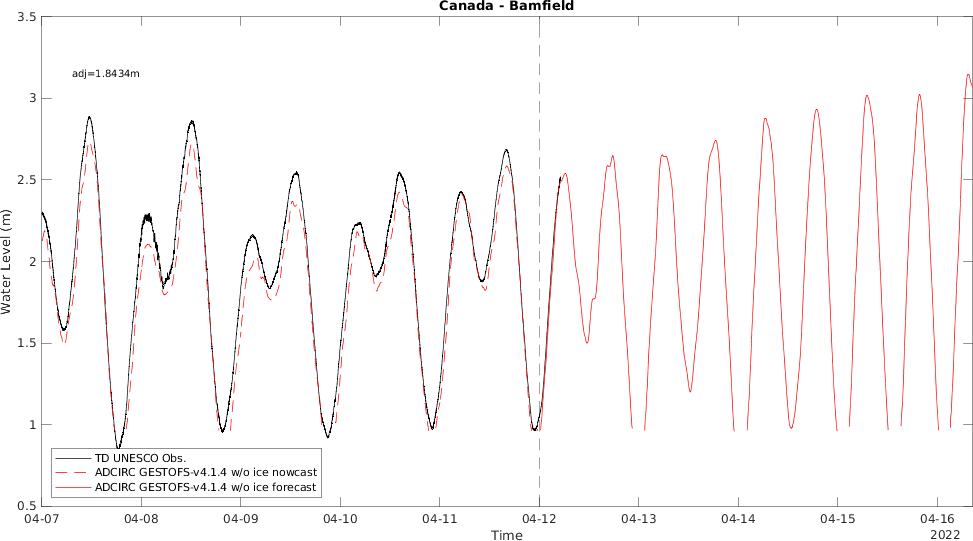 Canada - Bamfield
3.5
adj=1.8434m
3
2.5
2
1.5
1
0.5
Water Level (m)
TD UNESCO Obs.
ADCIRC GESTOFS-v4.1.4 w/o ice nowcast
ADCIRC GESTOFS-v4.1.4 w/o ice forecast
04-07 04-08 04-09 04-10 04-11 04-12 04-13 04-14 04-15 04-16
Time
2022